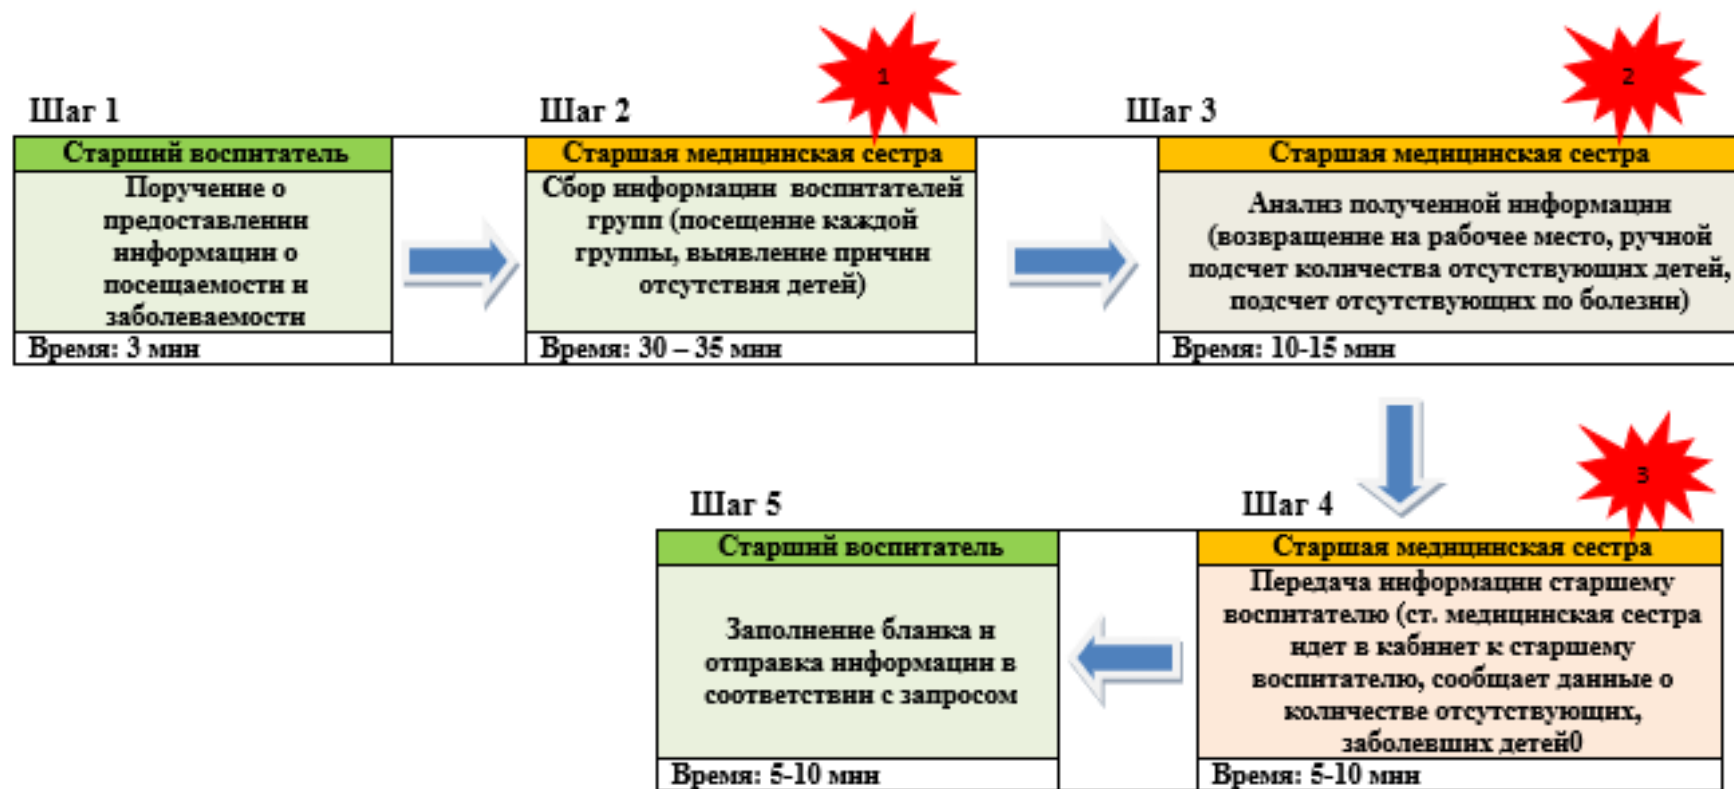 1
2
Шаг 1
Шаг 2
Шаг 3
Старший воспитатель
Старшая медицинская сестра
Старшая медицинская сестра
Поручение о
предоставлении
информации о
посещаемости и
заболеваемости
Сбор информации воспитателей
групп (посещение каждой
группы, выявление причин
отсутствия детей)
Анализ полученной информации
(возвращение на рабочее место, ручной
подсчет количества отсутствующих детей,
подсчет отсутствующих по болезни)
Время: 3 мин
Время: 30 – 35 мин
Время: 10-15 мин
3
Шаг 5
Шаг 4
Старший воспитатель
Старшая медицинская сестра
Заполнение бланка и
отправка информации в
соответствии с запросом
Передача информации старшему
воспитателю (ст. медицинская сестра
идет в кабинет к старшему
воспитателю, сообщает данные о
количестве отсутствующих,
заболевших детей0
Время: 5-10 мин
Время: 5-10 мин